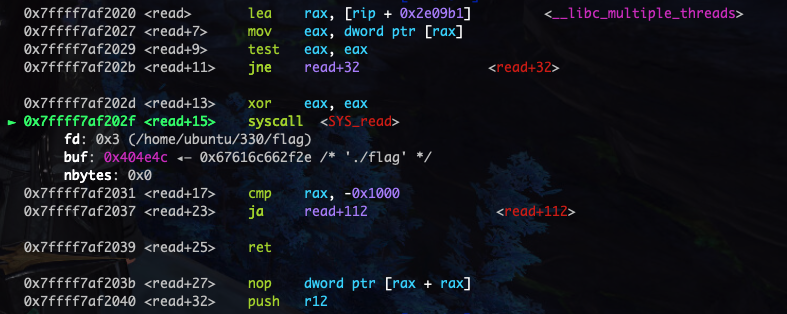 0x7ffff7af2020 <read> lea rax, [rip + 0x2e09b1] <__libc_multiple_threads>
0x7ffff7af2027 <read+7> mov eax, dword ptr [rax]
0x7ffff7af2029 <read+9> test eax, eax
0x7ffff7af202b <read+11> jne read+32 <read+32>
0x7ffff7af202d <read+13> xor eax, eax
► 0x7ffff7af202f <read+15> syscall <SYS_read>
fd: 0x3 (/home/ubuntu/330/flag)
buf: 0x404e4c ◂— 0x67616c662f2e /* './flag' */
nbytes: 0x0
0x7ffff7af2031 <read+17> cmp rax, -0x1000
0x7ffff7af2037 <read+23> ja read+112 <read+112>
0x7ffff7af2039 <read+25> ret
0x7ffff7af203b <read+27> nop dword ptr [rax + rax]
0x7ffff7af2040 <read+32> push r12